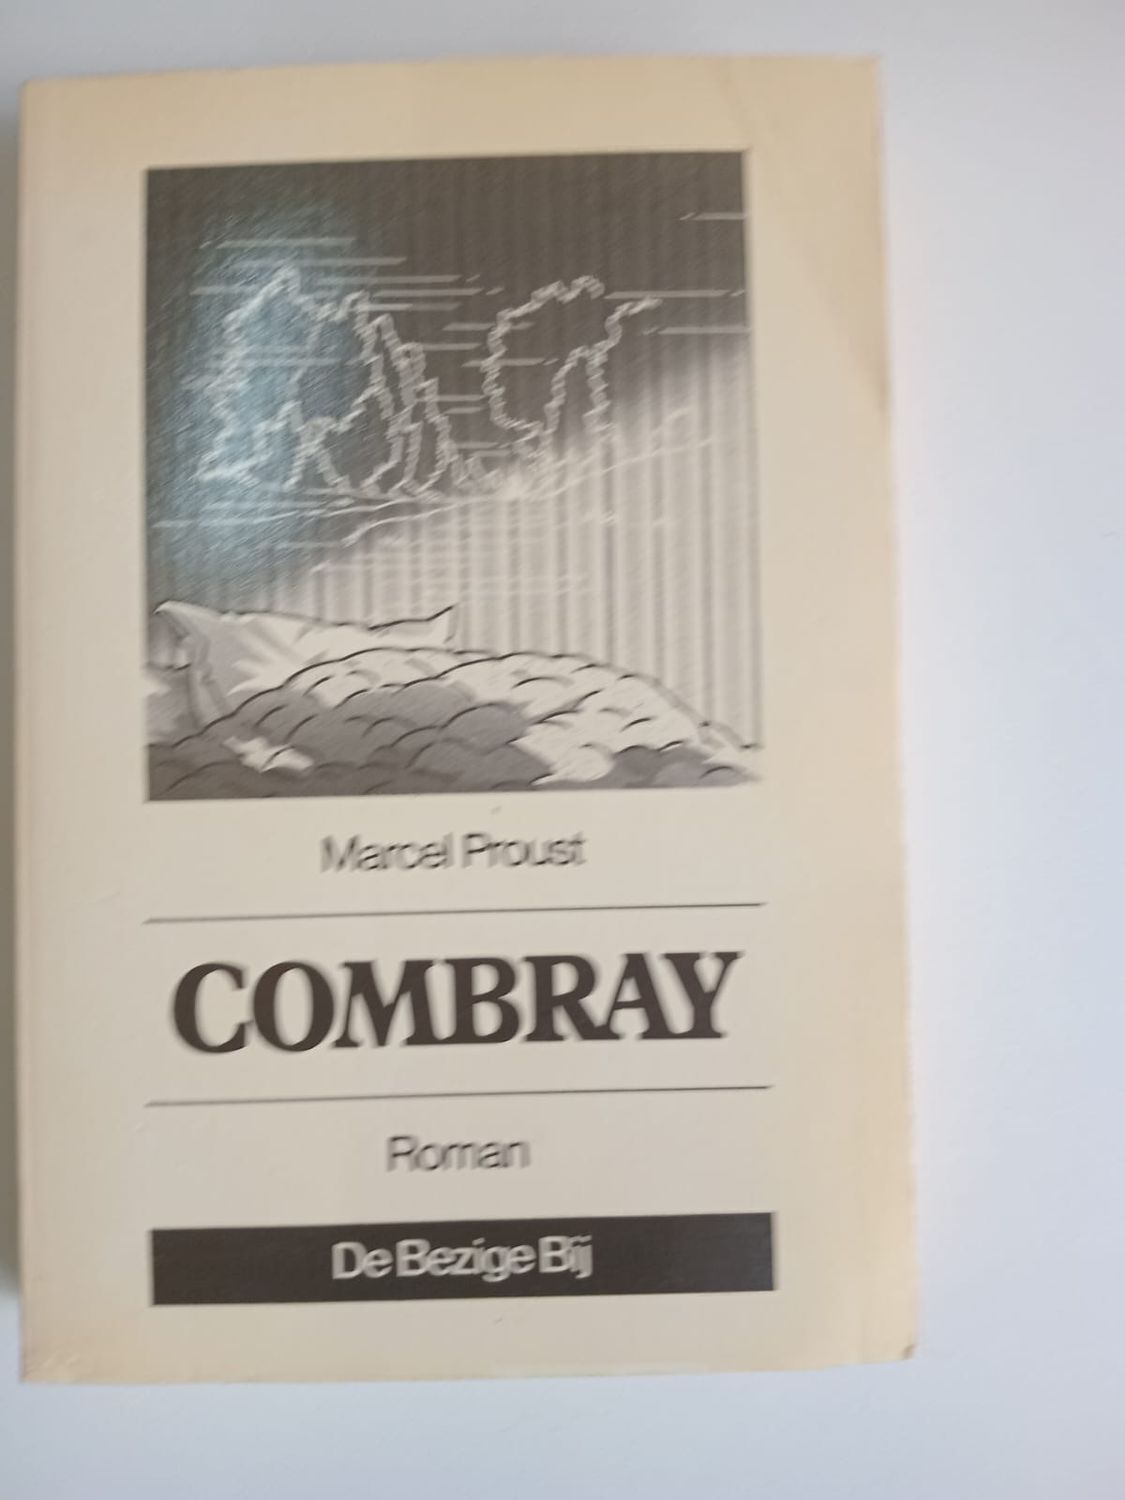 Marcel Proust
COMBRAY
Roman
De Bezige Bij